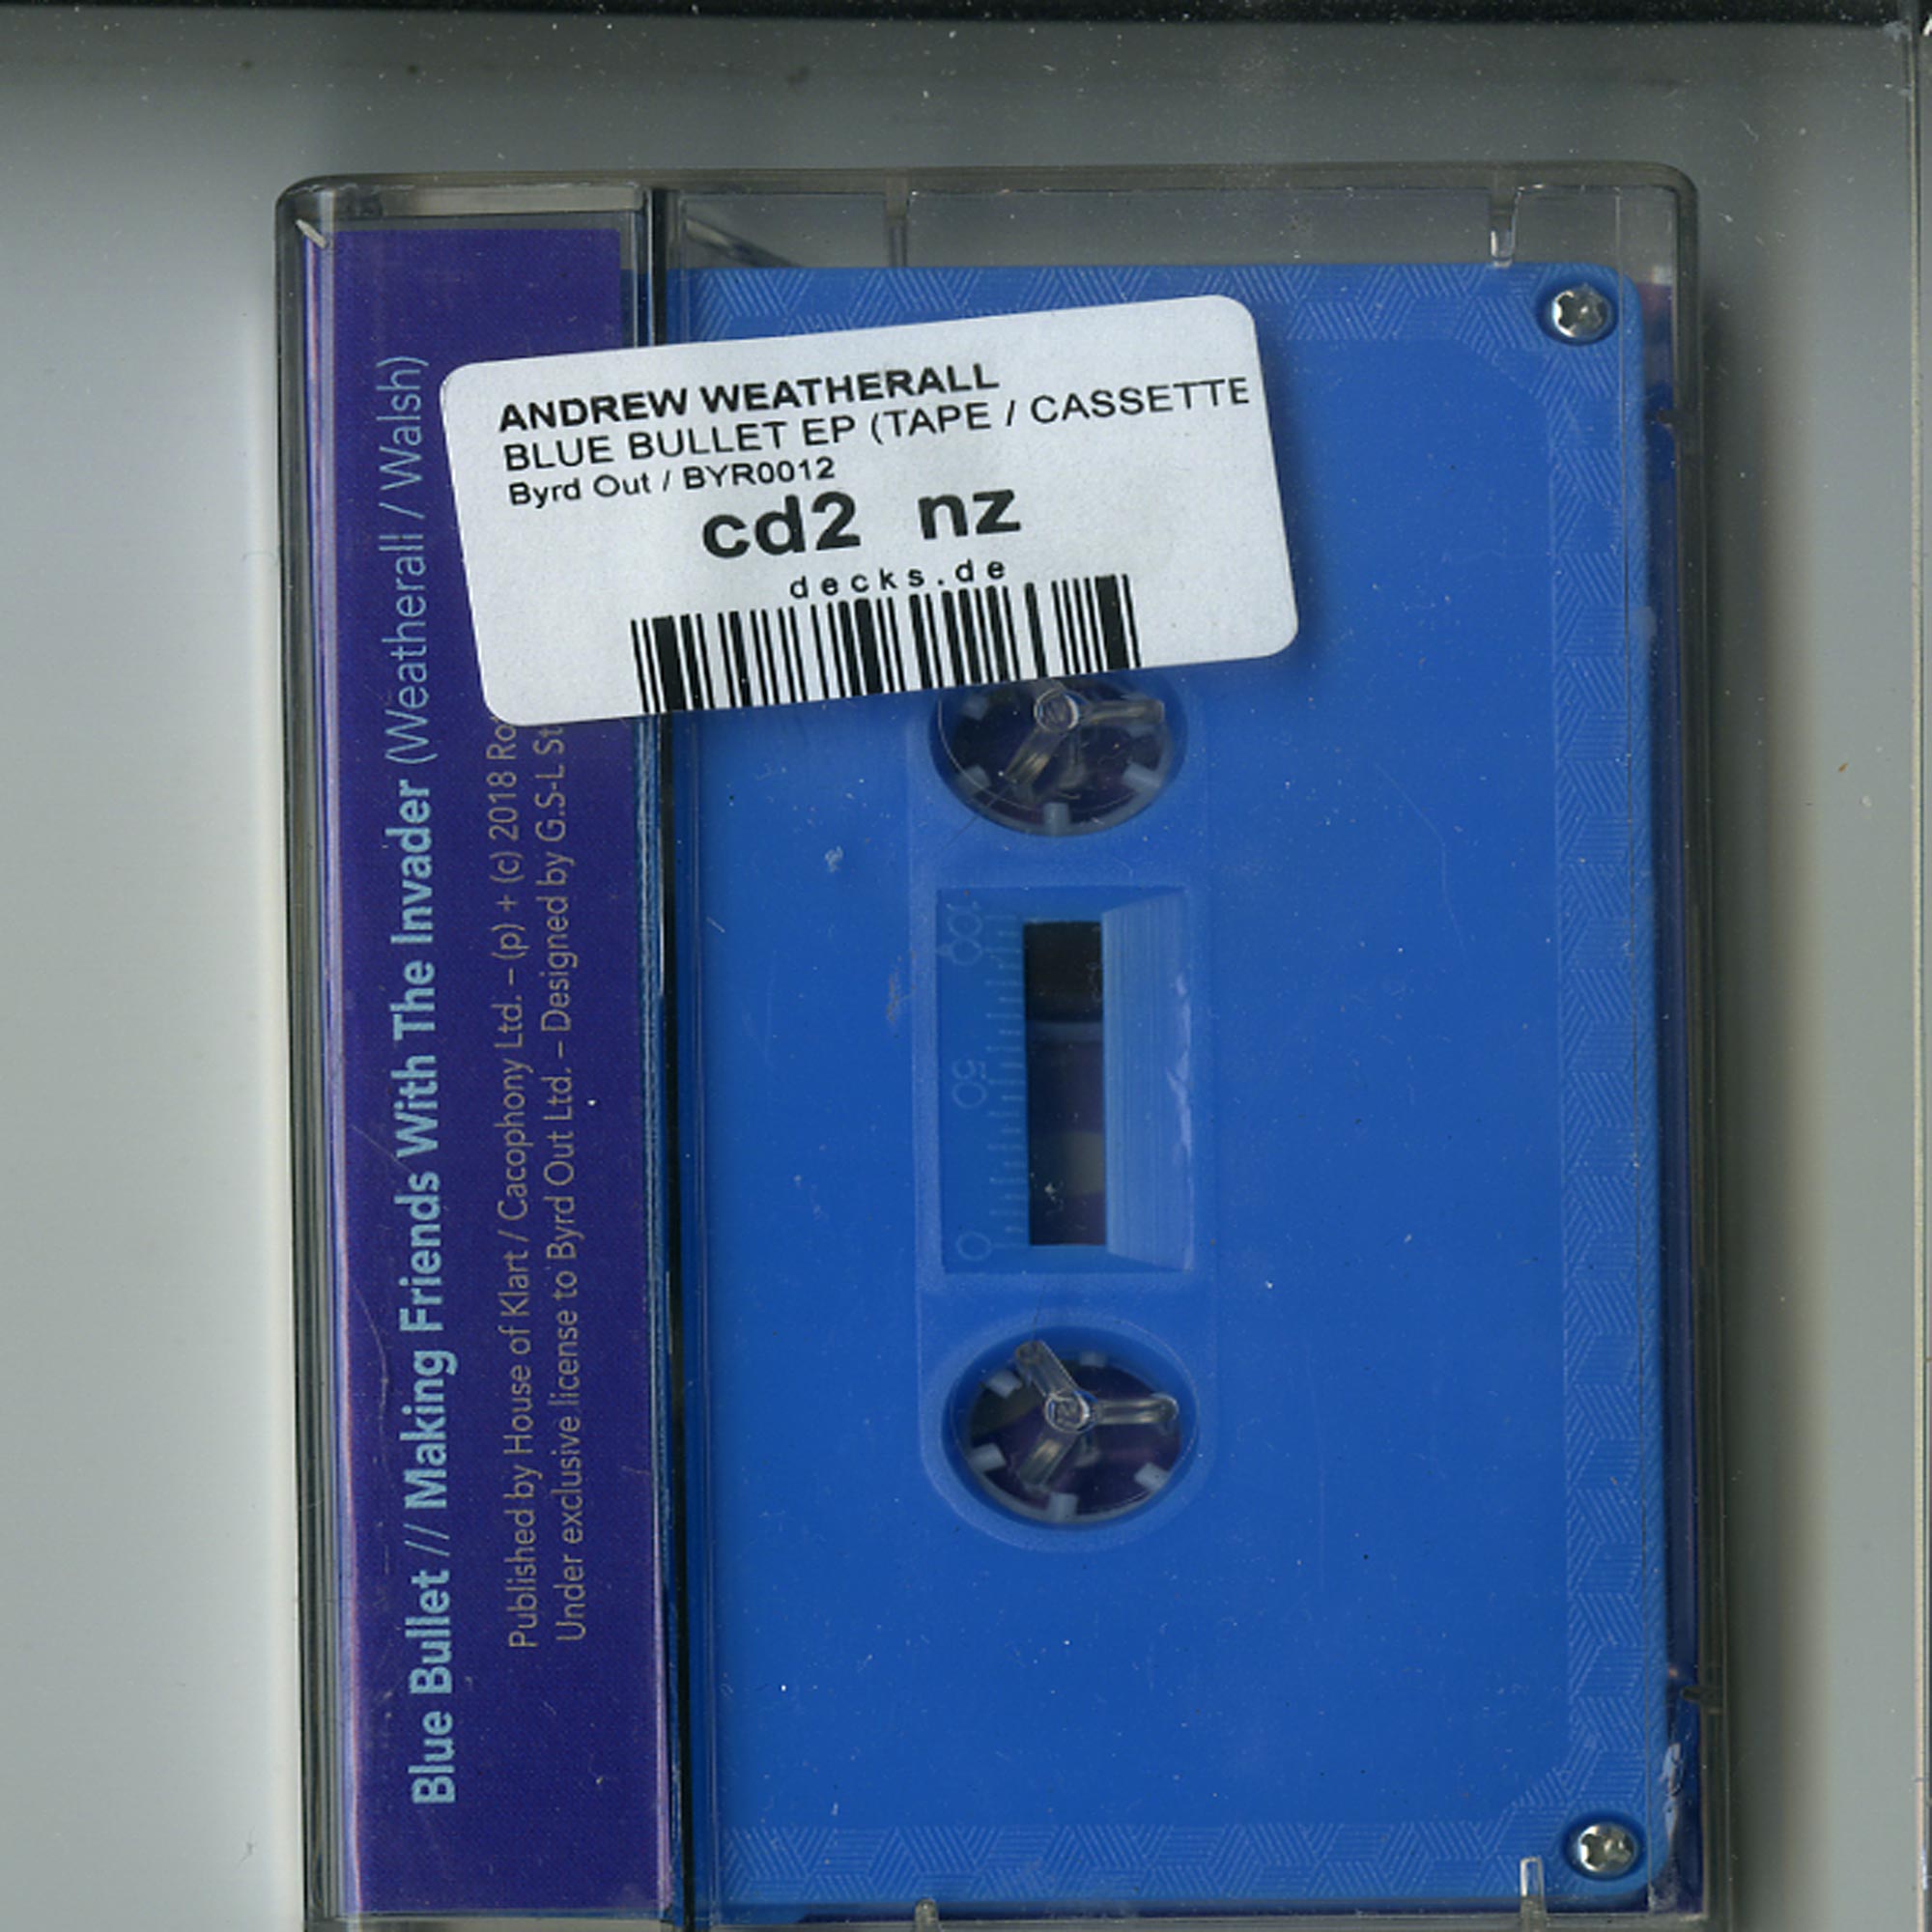 ANDREW WEATHERALL
BLUE BULLET EP (TAPE / CASSETTE
Byrd Out / BYR0012
cd2 nz
decks.de
Blue Bullet // Making Friends With The Invader (Weatherall / Walsh)
Published by House of Klart / Cacophony Ltd. – (p) + (c) 2018
Under exclusive license to Byrd Out Ltd. – Designed by G.S-L
100
50
0